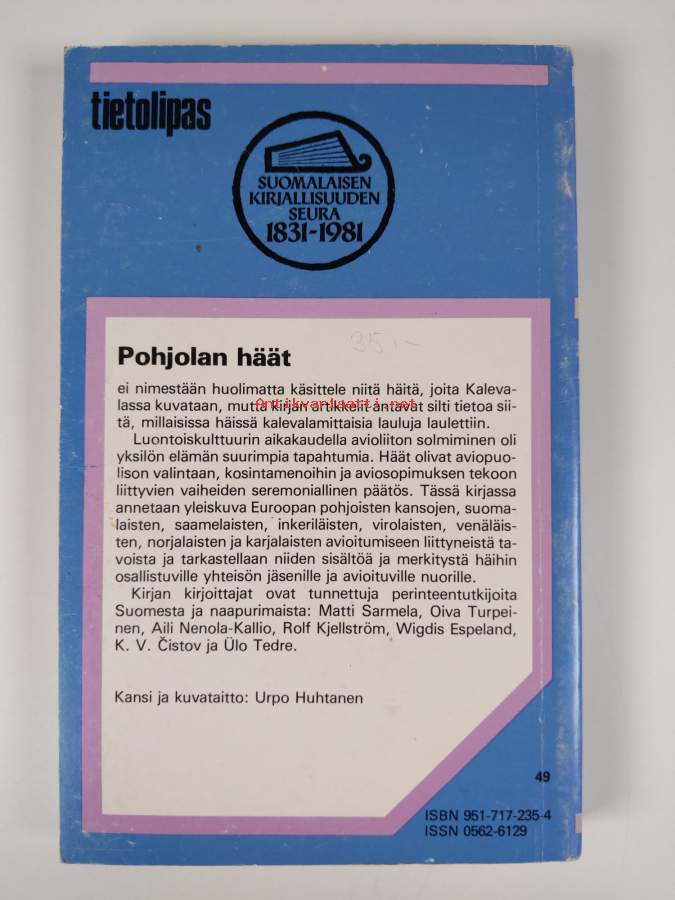 tietolipas
SUOMALAISEN
KIRJALLISUUDEN
SEURA
1831-1981
35,-
Pohjolan häät
ei nimestään huolimatta käsittele niitä häitä, joita Kaleva-
lassa kuvataan, mutta kirjan artikkelit antavat silti tietoa sii-
Antikvariaatti.net
tä, millaisissa häissä kalevalamittaisia lauluja laulettiin.
Luontoiskulttuurin aikakaudella avioliiton solmiminen oli
yksilön elämän suurimpia tapahtumia. Häät olivat aviopuo-
lison valintaan, kosintamenoihin ja aviosopimuksen tekoon
liittyvien vaiheiden seremoniallinen päätös. Tässä kirjassa
annetaan yleiskuva Euroopan pohjoisten kansojen, suoma-
laisten, saamelaisten, inkeriläisten, virolaisten, venäläis-
ten, norjalaisten ja karjalaisten avioitumiseen liittyneistä ta-
voista ja tarkastellaan niiden sisältöä ja merkitystä häihin
osallistuville yhteisön jäsenille ja avioituville nuorille.
Kirjan kirjoittajat ovat tunnettuja perinteentutkijoita
Suomesta ja naapurimaista: Matti Sarmela, Oiva Turpei-
nen, Aili Nenola-Kallio, Rolf Kjellström, Wigdis Espeland,
K. V. Čistov ja Ülo Tedre.
Kansi ja kuvataitto: Urpo Huhtanen
49
ISBN 951-717-235-4
ISSN 0562-6129